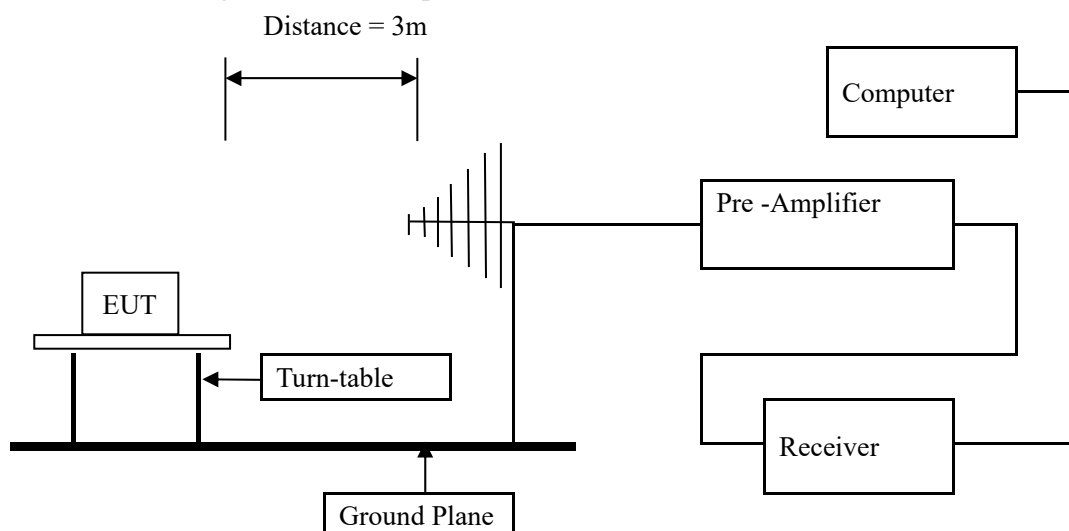 Distance = 3m
Computer
Pre -Amplifier
EUT
Turn-table
Receiver
Ground Plane